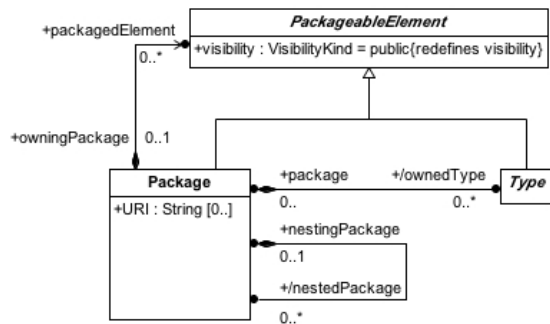 PackageableElement
+packagedElement
+visibility : VisibilityKind = public{redefines visibility}
0..*
+owningPackage 0..1
Package
+package
+/ownedType
Type
+URI : String [0..]
0..
0..*
+nestingPackage
0..1
+/nestedPackage
0..*